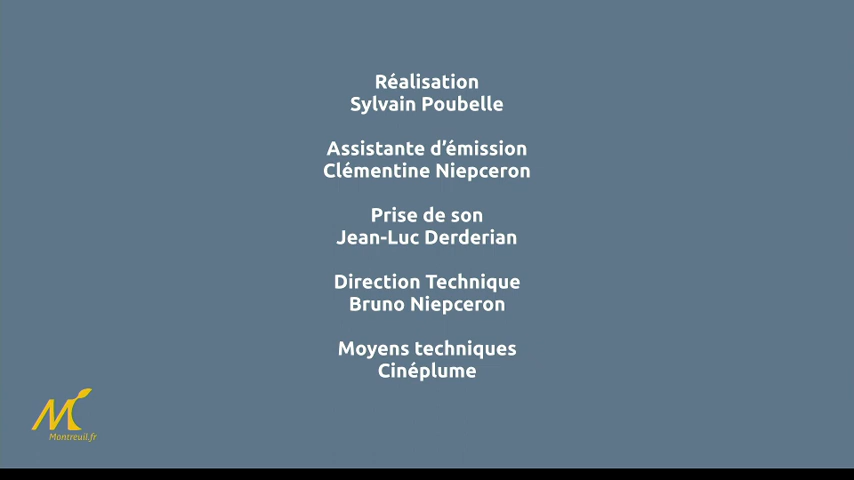 Réalisation
Sylvain Poubelle
Assistante d’émission
Clémentine Niepceron
Prise de son
Jean-Luc Derderian
Direction Technique
Bruno Niepceron
Moyens techniques
Cinéplume
Montreuil.fr